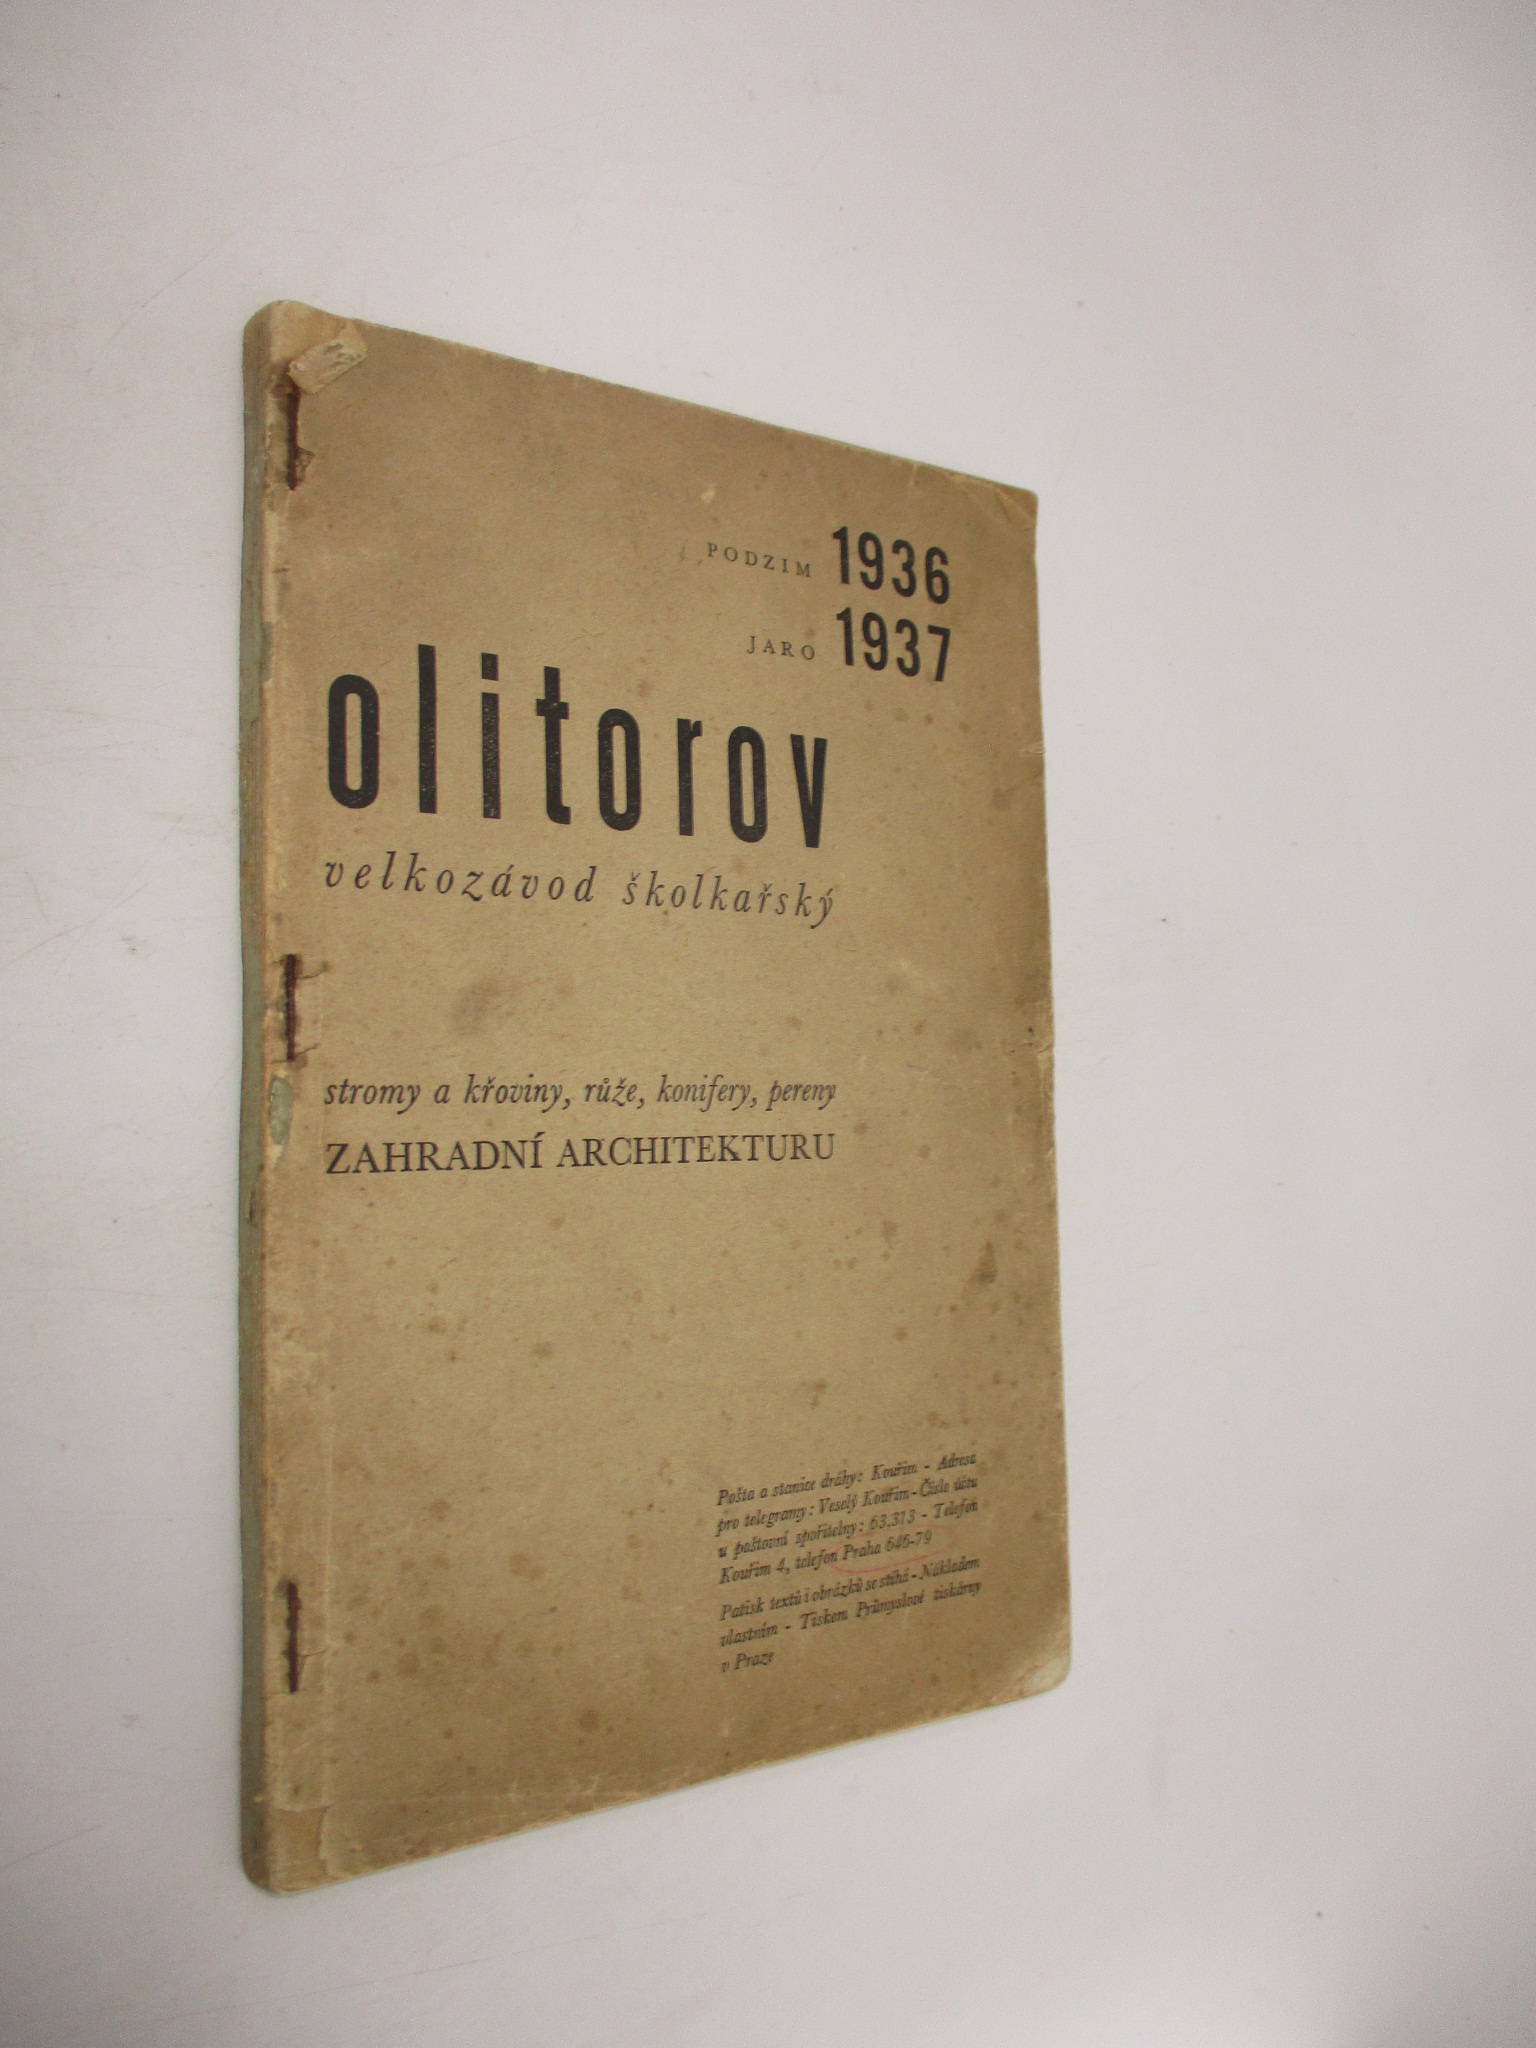 PODZIM 1936
JARO 1937
olitorov
velkozávod školkařský
stromy a křoviny, růže, konifery, pereny
ZAHRADNÍ ARCHITEKTURU
Pošta a stanice dráhy: Kouřim - Adresa
pro telegramy: Veselý Kouřim - Číslo účtu
u poštovní spořitelny: 63.313 - Telefon
Kouřim 4, telefon Praha 646-79
Patisk textů i obrázků se stíhá - Nákladem
vlastním - Tiskem Průmyslové tiskárny
v Praze